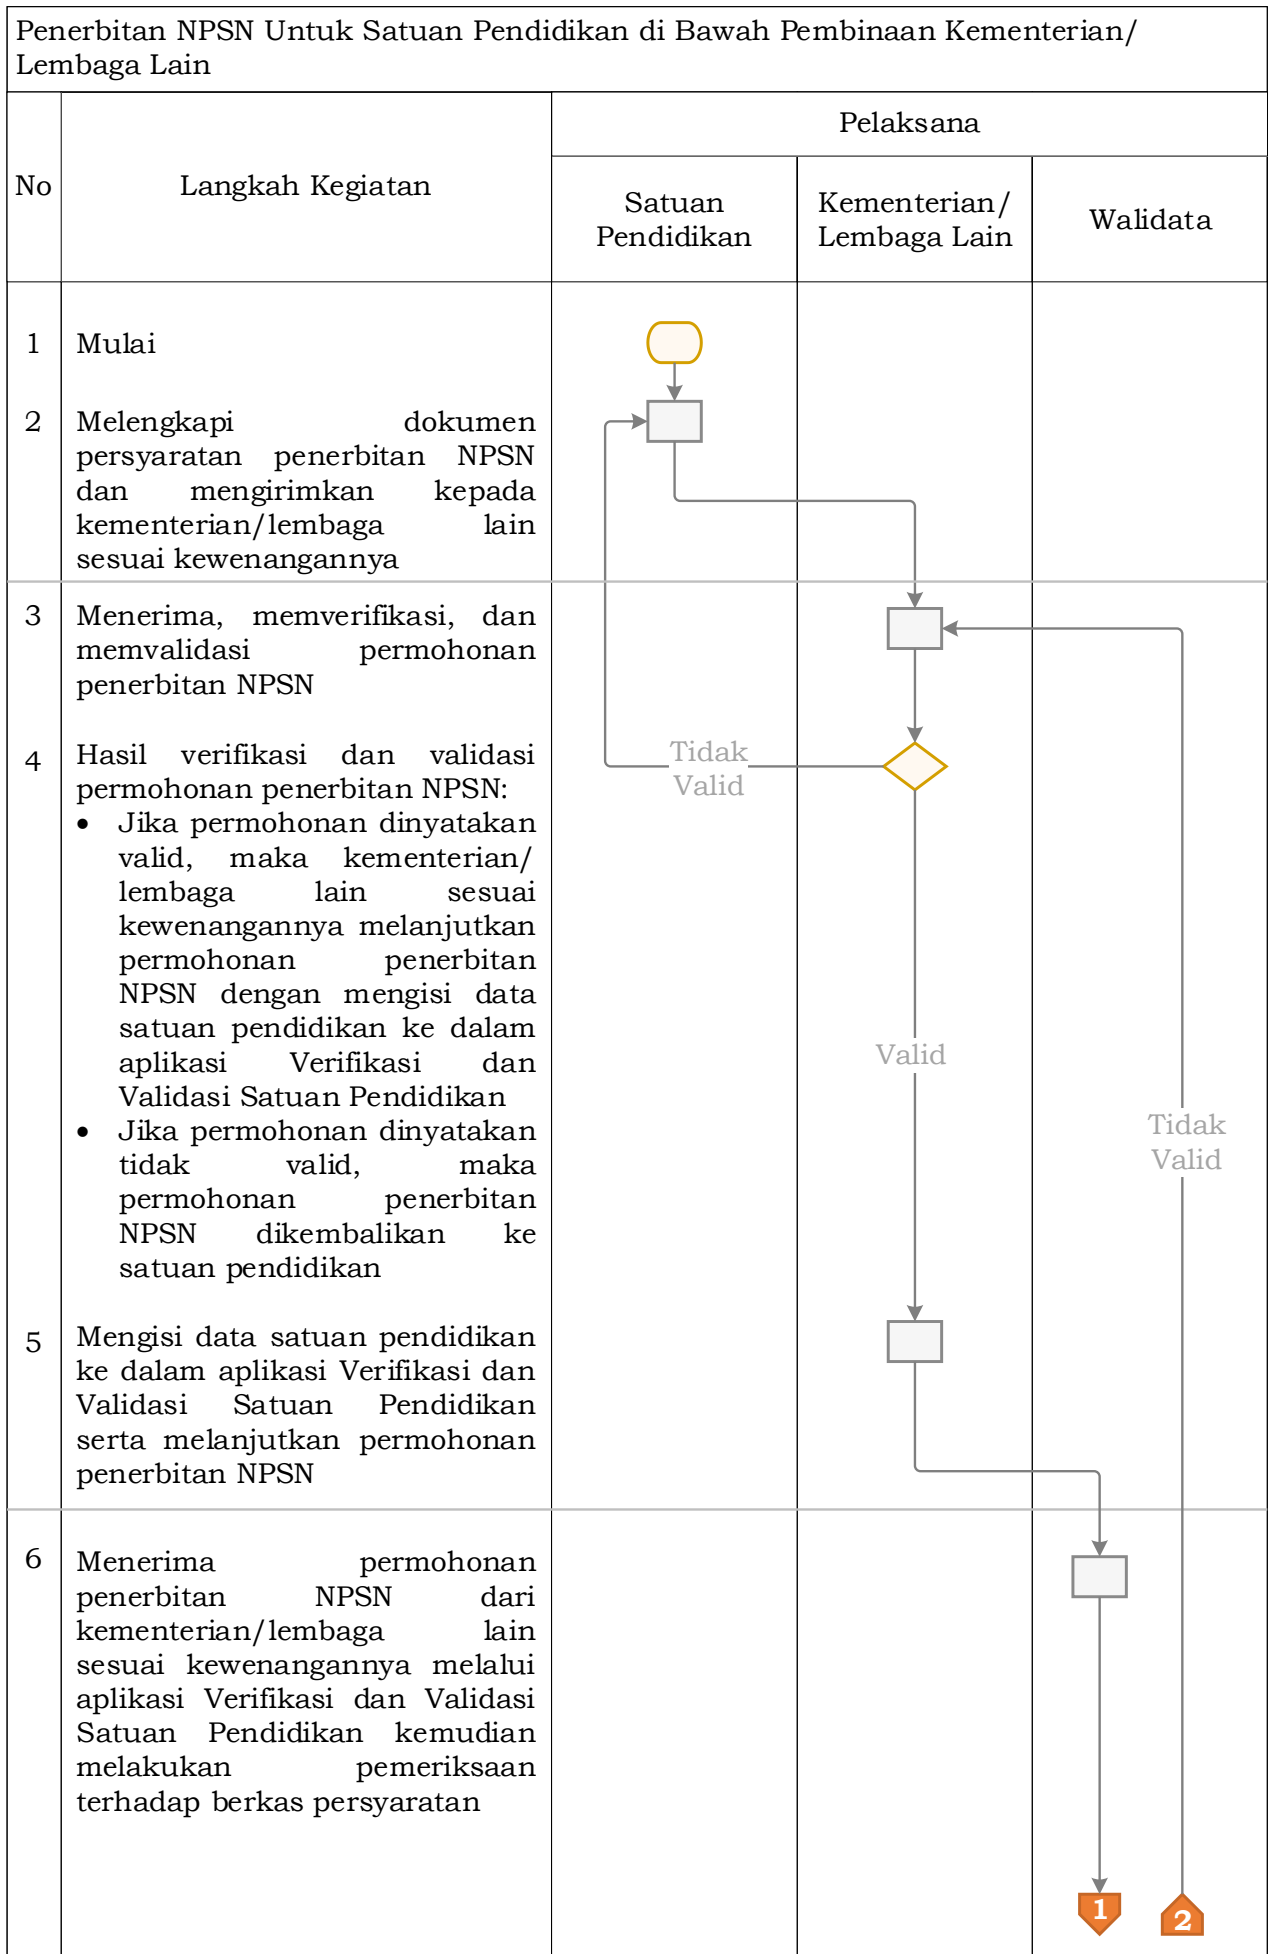 Penerbitan NPSN Untuk Satuan Pendidikan di Bawah Pembinaan Kementerian/
Lembaga Lain
No
Langkah Kegiatan
Pelaksana
Satuan
Pendidikan
Kementerian/
Lembaga Lain
Walidata
1
Mulai
2
Melengkapi dokumen
persyaratan penerbitan NPSN
dan mengirimkan kepada
kementerian/lembaga lain
sesuai kewenangannya
3
Menerima, memverifikasi, dan
memvalidasi permohonan
penerbitan NPSN
4
Hasil verifikasi dan validasi
permohonan penerbitan NPSN:
• Jika permohonan dinyatakan
valid, maka kementerian/
lembaga lain sesuai
kewenangannya melanjutkan
permohonan penerbitan
NPSN dengan mengisi data
satuan pendidikan ke dalam
aplikasi Verifikasi dan
Validasi Satuan Pendidikan
• Jika permohonan dinyatakan
tidak valid, maka
permohonan penerbitan
NPSN dikembalikan ke
satuan pendidikan
Tidak
Valid
Valid
Tidak
Valid
5
Mengisi data satuan pendidikan
ke dalam aplikasi Verifikasi dan
Validasi Satuan Pendidikan
serta melanjutkan permohonan
penerbitan NPSN
6
Menerima permohonan
penerbitan NPSN dari
kementerian/lembaga lain
sesuai kewenangannya melalui
aplikasi Verifikasi dan Validasi
Satuan Pendidikan kemudian
melakukan pemeriksaan
terhadap berkas persyaratan
1
2